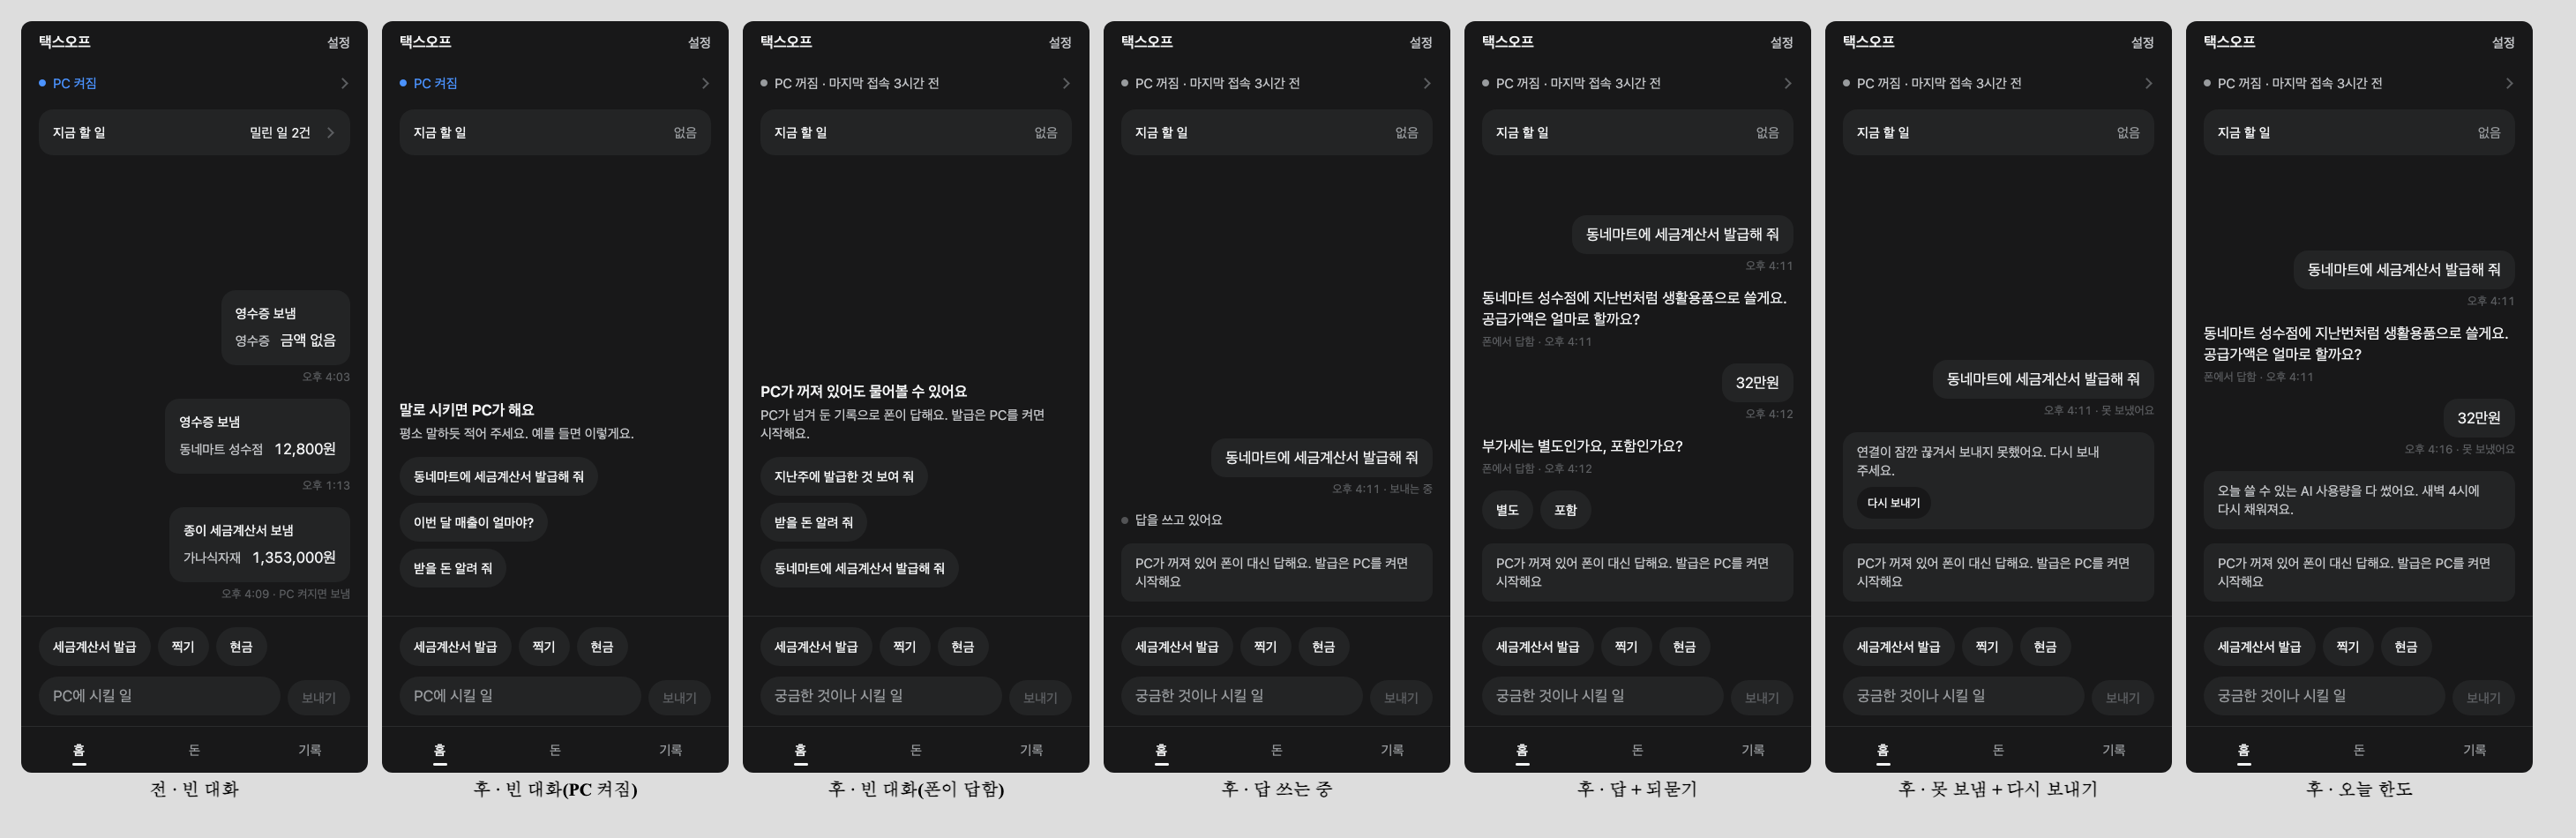 택스오프
설정
PC 켜짐
지금 할 일
밀린 일 2건
영수증 보냄
영수증 금액 없음
오후 4:03
영수증 보냄
동네마트 성수점 12,800원
오후 1:13
종이 세금계산서 보냄
가나식자재 1,353,000원
오후 4:09 · PC 켜지면 보냄
세금계산서 발급
찍기
현금
PC에 시킬 일
보내기
홈
돈
기록
전 · 빈 대화
택스오프
설정
PC 켜짐
지금 할 일
없음
말로 시키면 PC가 해요
평소 말하듯 적어 주세요. 예를 들면 이렇게요.
동네마트에 세금계산서 발급해 줘
이번 달 매출이 얼마야?
받을 돈 알려 줘
세금계산서 발급
찍기
현금
PC에 시킬 일
보내기
홈
돈
기록
후 · 빈 대화(PC 켜짐)
택스오프
설정
PC 꺼짐 · 마지막 접속 3시간 전
지금 할 일
없음
PC가 꺼져 있어도 물어볼 수 있어요
PC가 넘겨 둔 기록으로 폰이 답해요. 발급은 PC를 켜면
시작해요.
지난주에 발급한 것 보여 줘
받을 돈 알려 줘
동네마트에 세금계산서 발급해 줘
세금계산서 발급
찍기
현금
궁금한 것이나 시킬 일
보내기
홈
돈
기록
후 · 빈 대화(폰이 답함)
택스오프
설정
PC 꺼짐 · 마지막 접속 3시간 전
지금 할 일
없음
동네마트에 세금계산서 발급해 줘
오후 4:11 · 보내는 중
답을 쓰고 있어요
PC가 꺼져 있어 폰이 대신 답해요. 발급은 PC를 켜면
시작해요
세금계산서 발급
찍기
현금
궁금한 것이나 시킬 일
보내기
홈
돈
기록
후 · 답 쓰는 중
택스오프
설정
PC 꺼짐 · 마지막 접속 3시간 전
지금 할 일
없음
동네마트에 세금계산서 발급해 줘
오후 4:11
동네마트 성수점에 지난번처럼 생활용품으로 쓸게요.
공급가액은 얼마로 할까요?
폰에서 답함 · 오후 4:11
32만원
오후 4:12
부가세는 별도인가요, 포함인가요?
폰에서 답함 · 오후 4:12
별도
포함
PC가 꺼져 있어 폰이 대신 답해요. 발급은 PC를 켜면
시작해요
세금계산서 발급
찍기
현금
궁금한 것이나 시킬 일
보내기
홈
돈
기록
후 · 답 + 되묻기
택스오프
설정
PC 꺼짐 · 마지막 접속 3시간 전
지금 할 일
없음
동네마트에 세금계산서 발급해 줘
오후 4:11 · 못 보냈어요
연결이 잠깐 끊겨서 보내지 못했어요. 다시 보내
주세요.
다시 보내기
PC가 꺼져 있어 폰이 대신 답해요. 발급은 PC를 켜면
시작해요
세금계산서 발급
찍기
현금
궁금한 것이나 시킬 일
보내기
홈
돈
기록
후 · 못 보냄 + 다시 보내기
택스오프
설정
PC 꺼짐 · 마지막 접속 3시간 전
지금 할 일
없음
동네마트에 세금계산서 발급해 줘
오후 4:11
동네마트 성수점에 지난번처럼 생활용품으로 쓸게요.
공급가액은 얼마로 할까요?
폰에서 답함 · 오후 4:11
32만원
오후 4:16 · 못 보냈어요
오늘 쓸 수 있는 AI 사용량을 다 썼어요. 새벽 4시에
다시 채워져요.
PC가 꺼져 있어 폰이 대신 답해요. 발급은 PC를 켜면
시작해요
세금계산서 발급
찍기
현금
궁금한 것이나 시킬 일
보내기
홈
돈
기록
후 · 오늘 한도